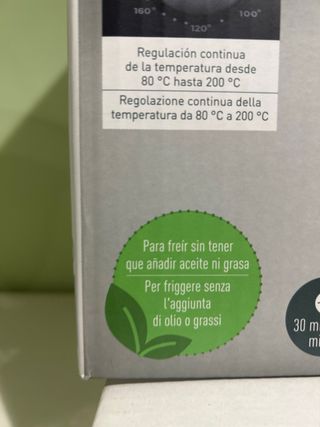 160° 100°
120°
Regulación continua
de la temperatura desde
80 °C hasta 200 °C
Regolazione continua della
temperatura da 80 °C a 200 °C
Para freír sin tener
que añadir aceite ni grasa
Per friggere senza
l'aggiunta
di olio o grassi
30